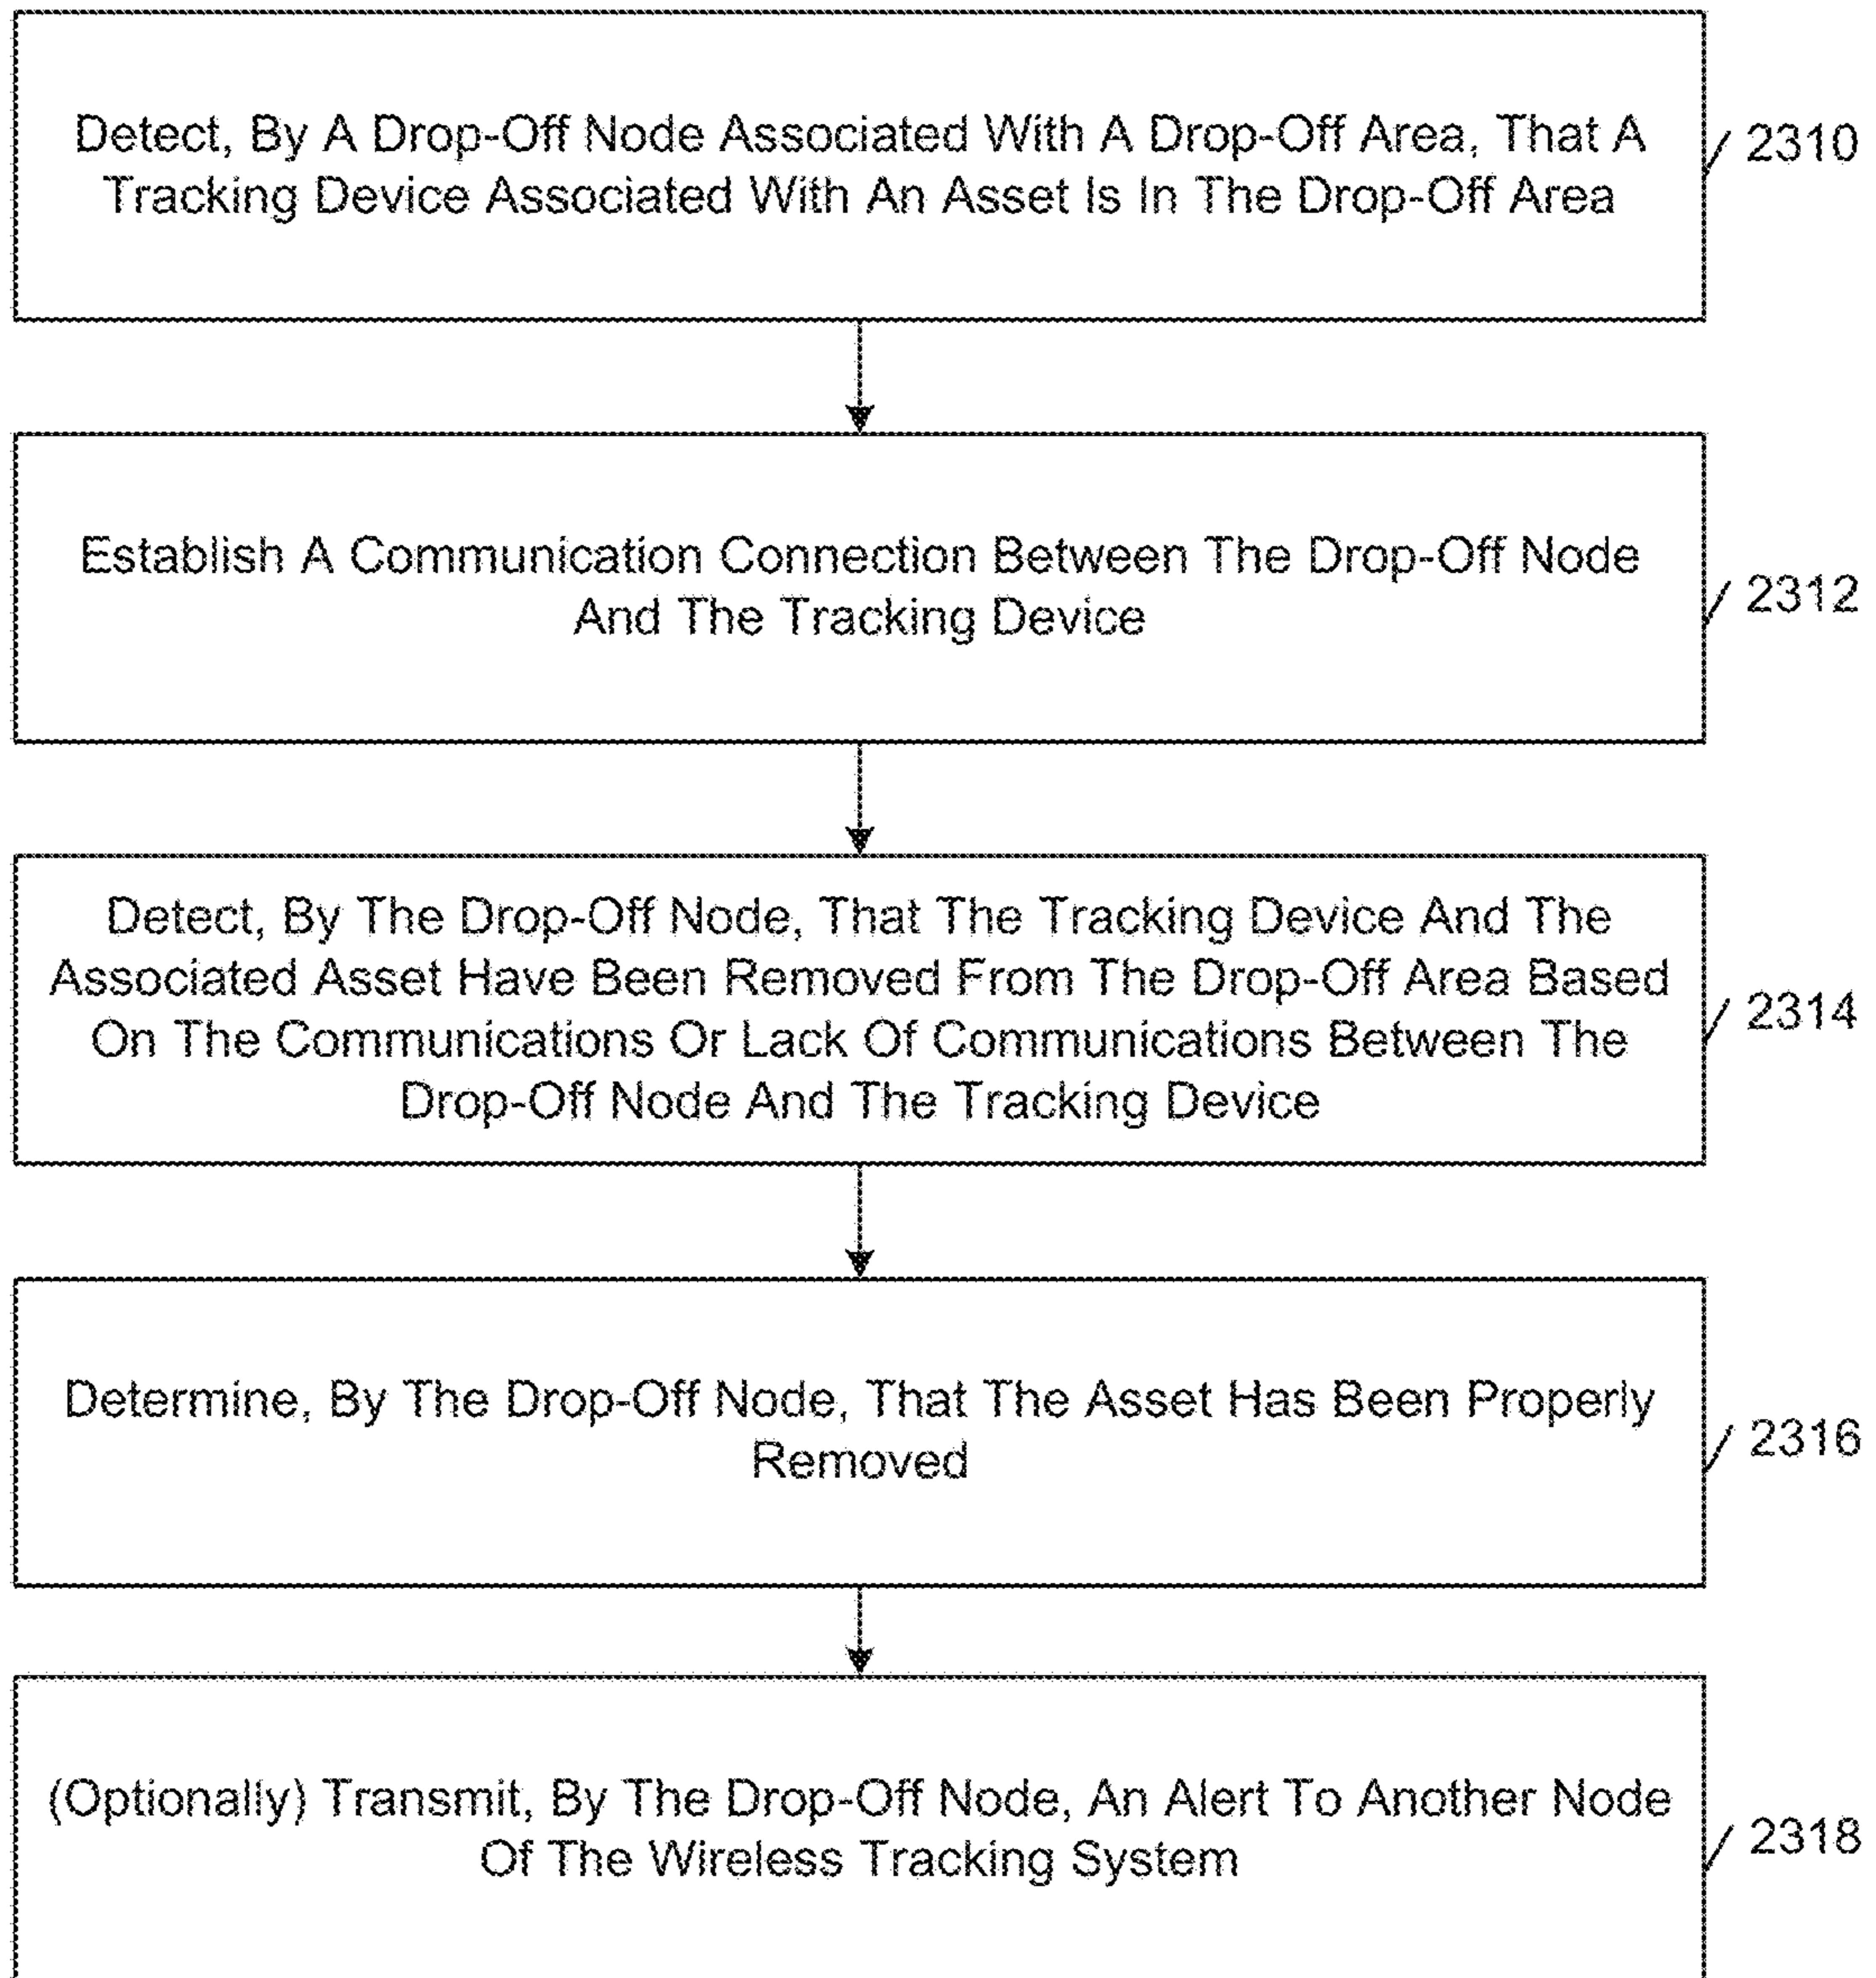 Detect, By A Drop-Off Node Associated With A Drop-Off Area, That A
Tracking Device Associated With An Asset Is In The Drop-Off Area
2310
Establish A Communication Connection Between The Drop-Off Node
And The Tracking Device
2312
Detect, By The Drop-Off Node, That The Tracking Device And The
Associated Asset Have Been Removed From The Drop-Off Area Based
On The Communications Or Lack Of Communications Between The
Drop-Off Node And The Tracking Device
2314
Determine, By The Drop-Off Node, That The Asset Has Been Properly
Removed
2316
(Optionally) Transmit, By The Drop-Off Node, An Alert To Another Node
Of The Wireless Tracking System
2318